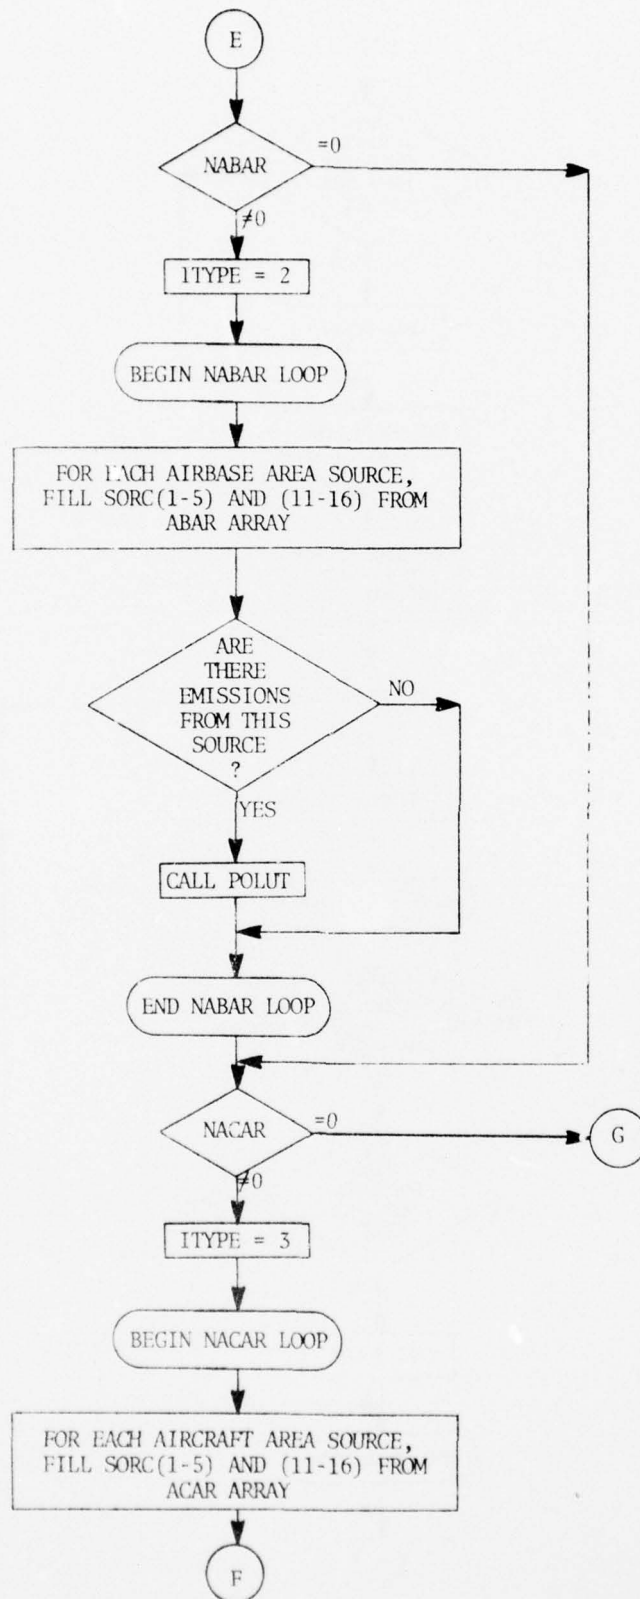 E
NABAR
=0
≠0
ITYPE = 2
BEGIN NABAR LOOP
FOR EACH AIRBASE AREA SOURCE,
FILL SORC(1-5) AND (11-16) FROM
ABAR ARRAY
ARE
THERE
EMISSIONS
FROM THIS
SOURCE
?
NO
YES
CALL POLUT
END NABAR LOOP
NACAR
=0
G
≠0
ITYPE = 3
BEGIN NACAR LOOP
FOR EACH AIRCRAFT AREA SOURCE,
FILL SORC(1-5) AND (11-16) FROM
ACAR ARRAY
F